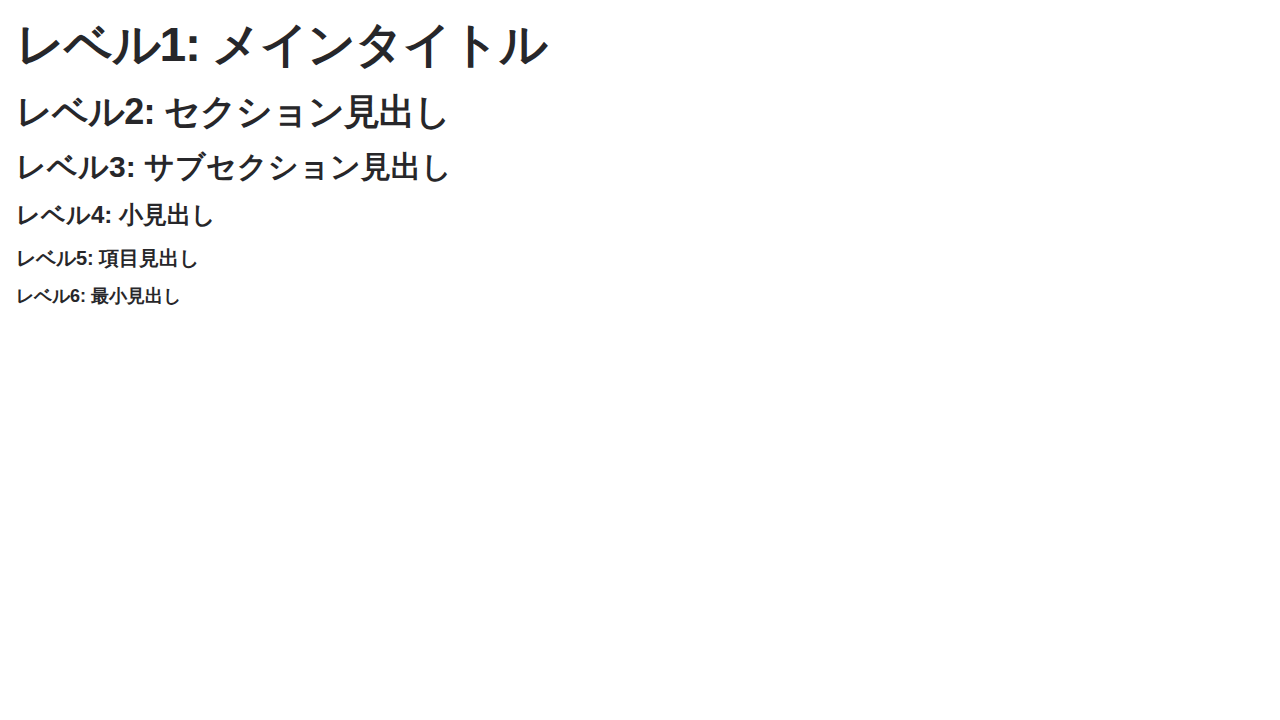 レベル1: メインタイトル
レベル2: セクション見出し
レベル3: サブセクション見出し
レベル4: 小見出し
レベル5: 項目見出し
レベル6: 最小見出し